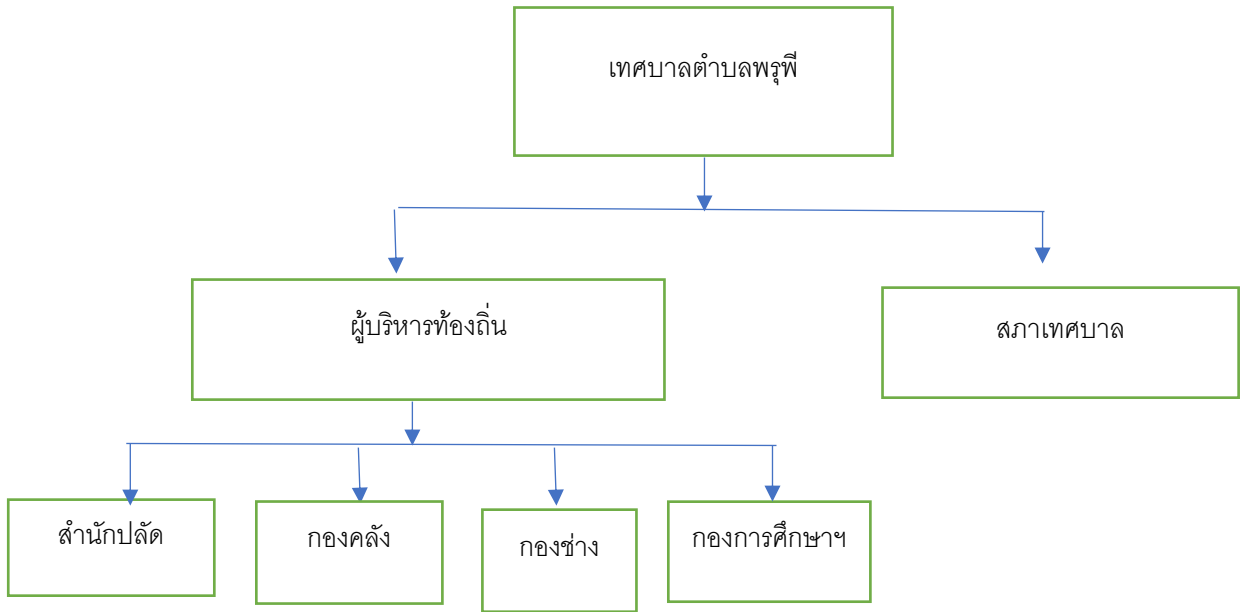 เทศบาลตำบลพรุพี
ผู้บริหารท้องถิ่น
สภาเทศบาล
สำนักปลัด
กองคลัง
กองช่าง
กองการศึกษาฯ